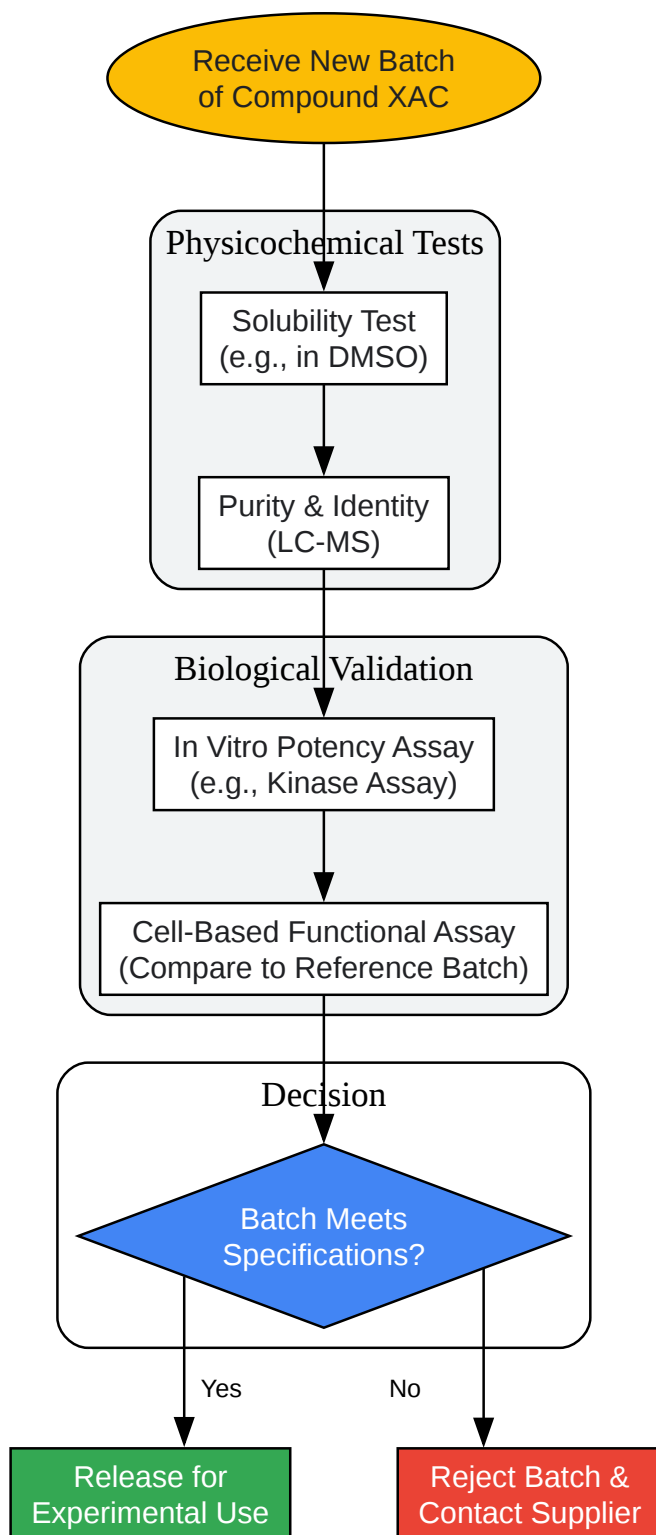 Receive New Batch
of Compound XAC
Physicochemical Tests
Solubility Test
(e.g., in DMSO)
Purity & Identity
(LC-MS)
Biological Validation
In Vitro Potency Assay
(e.g., Kinase Assay)
Cell-Based Functional Assay
(Compare to Reference Batch)
Decision
Batch Meets
Specifications?
Yes
No
Release for
Experimental Use
Reject Batch &
Contact Supplier